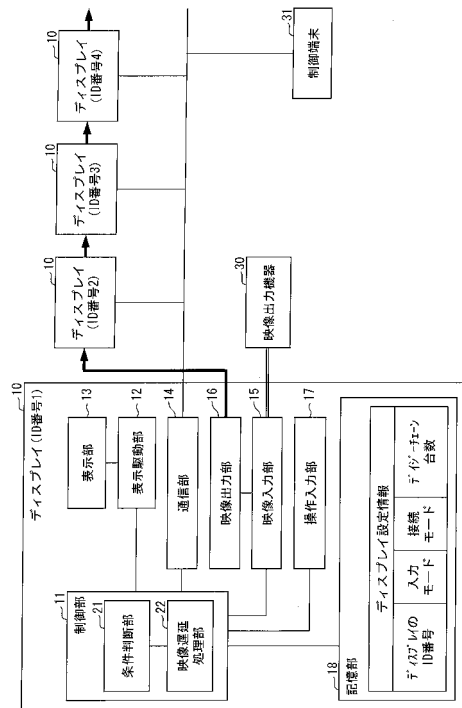 10
ディスプレイ(ID番号1)
11
制御部
21
条件判断部
22
映像遅延
処理部
13
表示部
12
表示駆動部
14
通信部
16
映像出力部
15
映像入力部
17
操作入力部
18
記憶部
ディスプレイ設定情報
ディスプレイの
ID番号
入力
モード
接続
モード
デイジーチェーン
台数
10
ディスプレイ
(ID番号2)
10
ディスプレイ
(ID番号3)
10
ディスプレイ
(ID番号4)
30
映像出力機器
31
制御端末